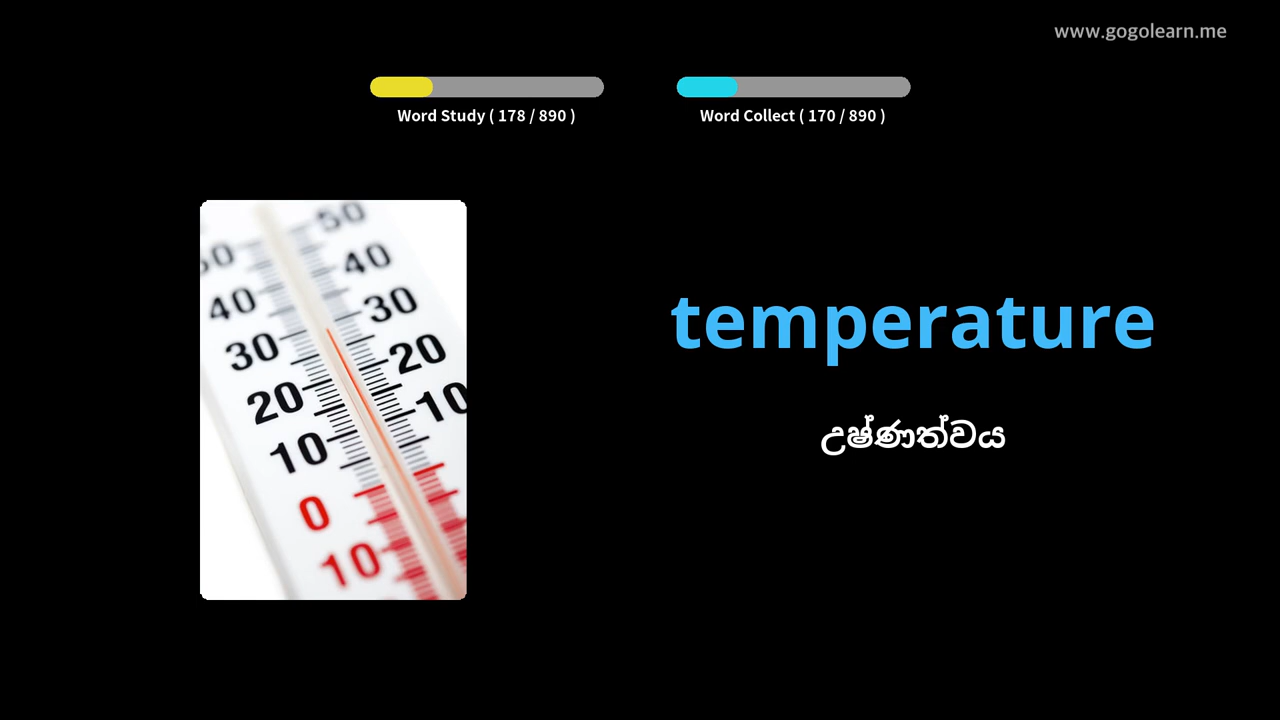 www.gogolearn.me
Word Study ( 178 / 890 )
Word Collect ( 170 / 890 )
50
40
30
20
10
0
10
50
40
30
20
10
temperature
උෂ්ණත්වය